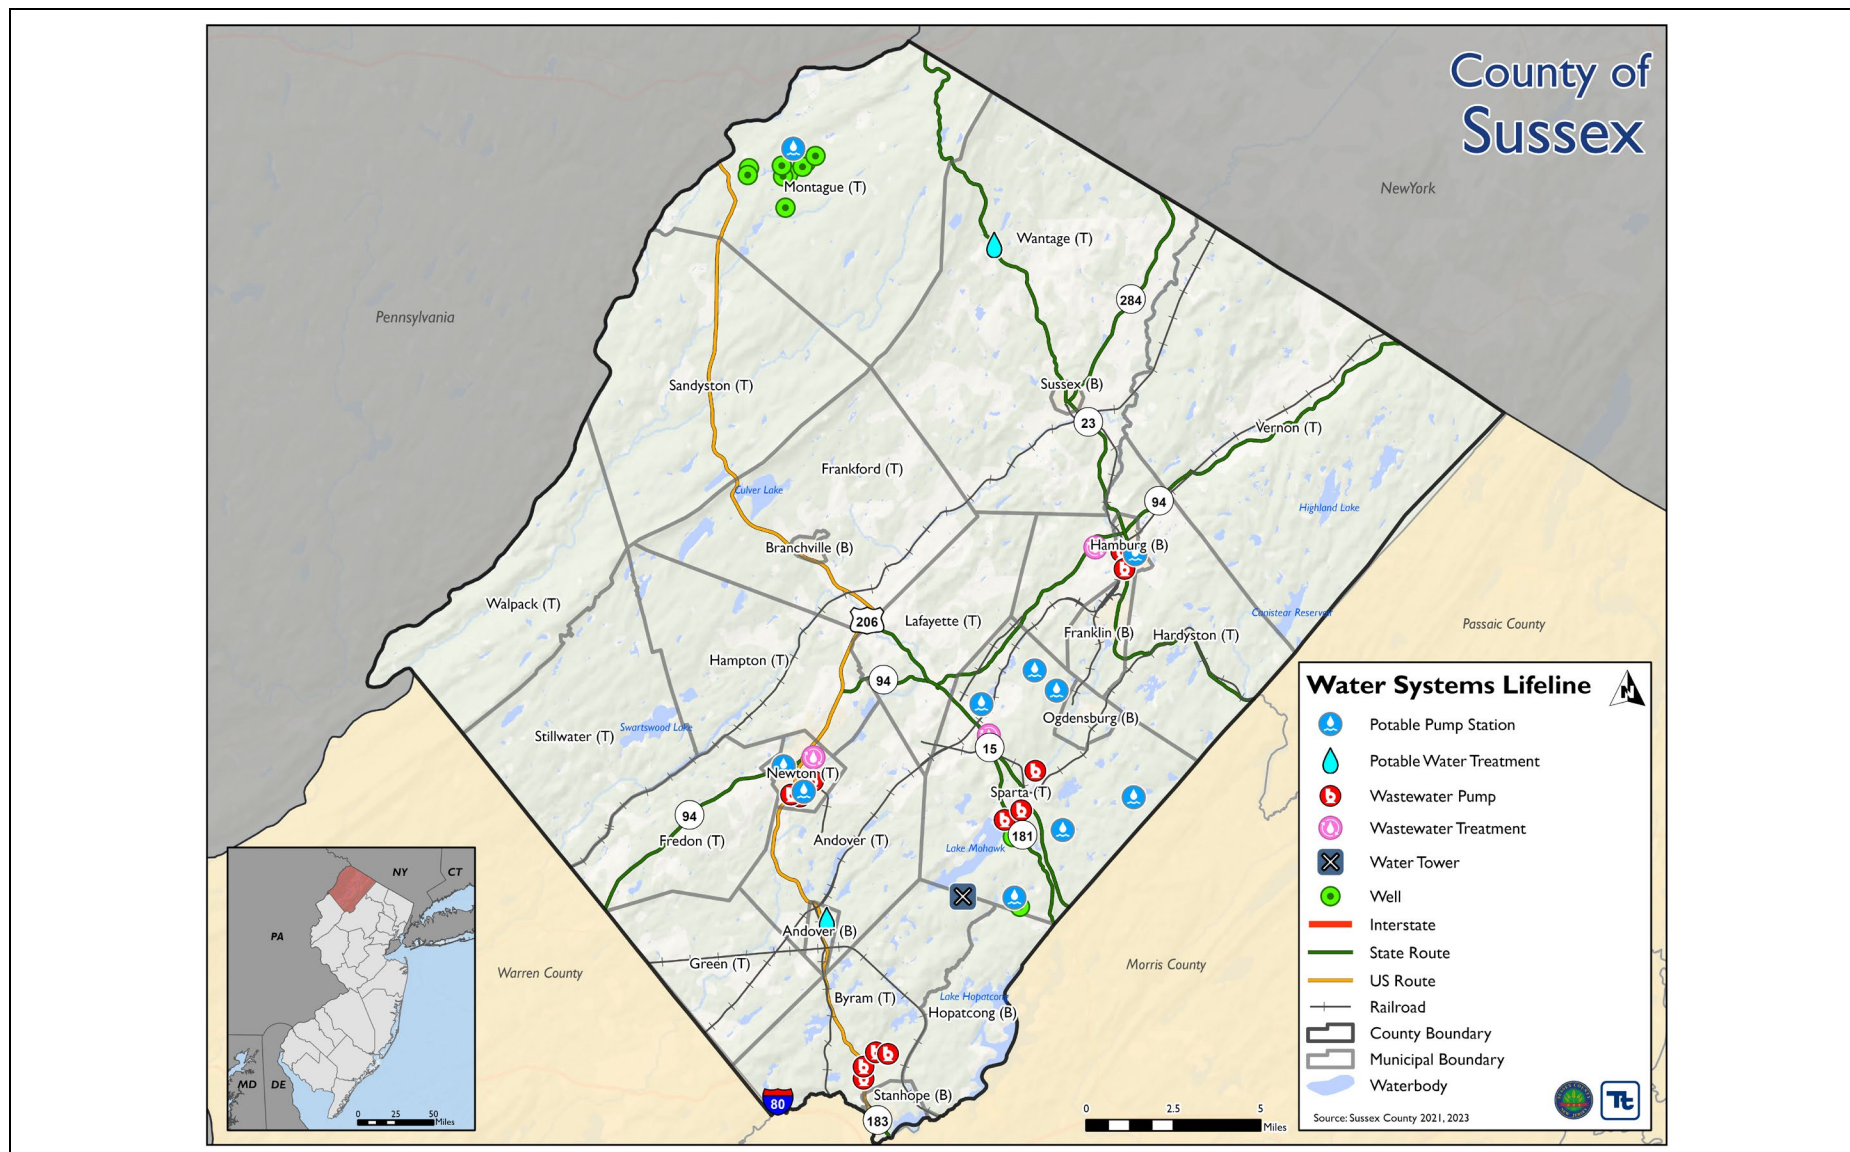 County of
Sussex
NewYork
Pennsylvania
Montague (T)
Wantage (T)
284
Sandyston (T)
Sussex (B)
23
Vernon (T)
Frankford (T)
Culver Lake
94
Highland Lake
Branchville (B)
Hamburg (B)
Walpack (T)
Canistear Reservoir
206
Lafayette (T)
Passaic County
Franklin (B)
Hardyston (T)
Hampton (T)
94
Ogdensburg (B)
Swartswood Lake
Stillwater (T)
15
Newton (T)
Sparta (T)
94
181
Fredon (T)
Andover (T)
Lake Mohawk
Andover (B)
Green (T)
Warren County
Morris County
Byram (T)
Lake Hopatcong
Hopatcong (B)
Stanhope (B)
80
183
0 2.5 5
Miles
NY
CT
PA
MD
DE
0 25 50
Miles
Water Systems Lifeline
N
Potable Pump Station
Potable Water Treatment
Wastewater Pump
Wastewater Treatment
Water Tower
Well
Interstate
State Route
US Route
Railroad
County Boundary
Municipal Boundary
Waterbody
Source: Sussex County 2021, 2023
Tt